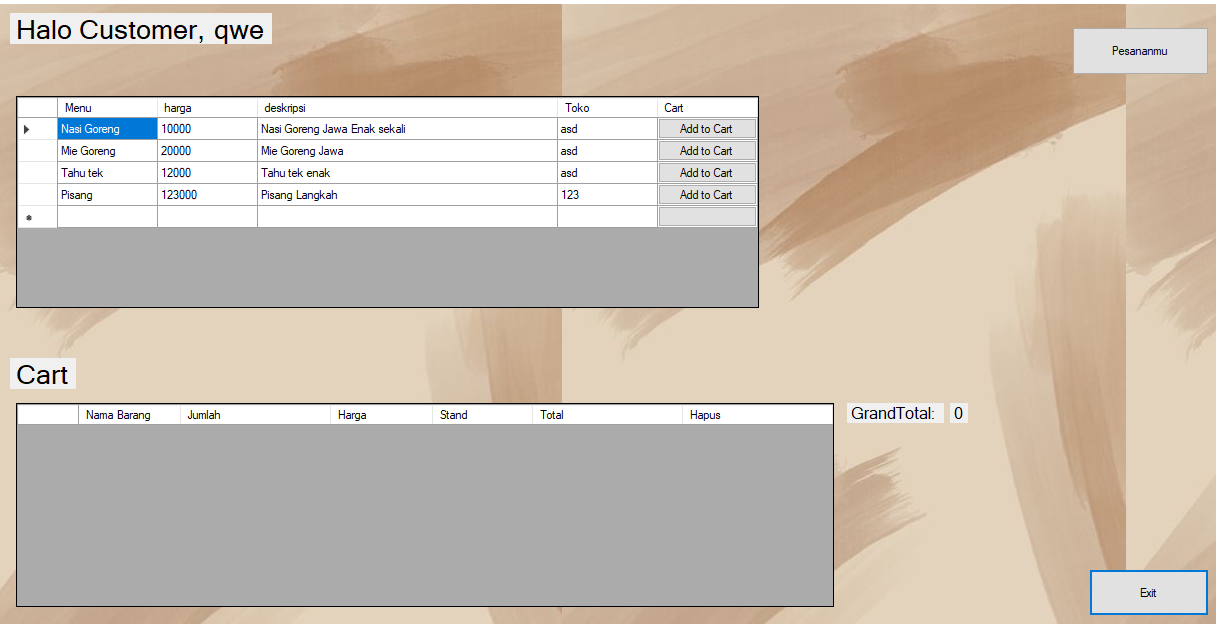 Halo Customer, qwe
Pesananmu
Menu harga deskripsi Toko Cart
Nasi Goreng 10000 Nasi Goreng Jawa Enak sekali asd Add to Cart
Mie Goreng 20000 Mie Goreng Jawa asd Add to Cart
Tahu tek 12000 Tahu tek enak asd Add to Cart
Pisang 123000 Pisang Langkah 123 Add to Cart
Cart
Nama Barang Jumlah Harga Stand Total Hapus
GrandTotal: 0
Exit